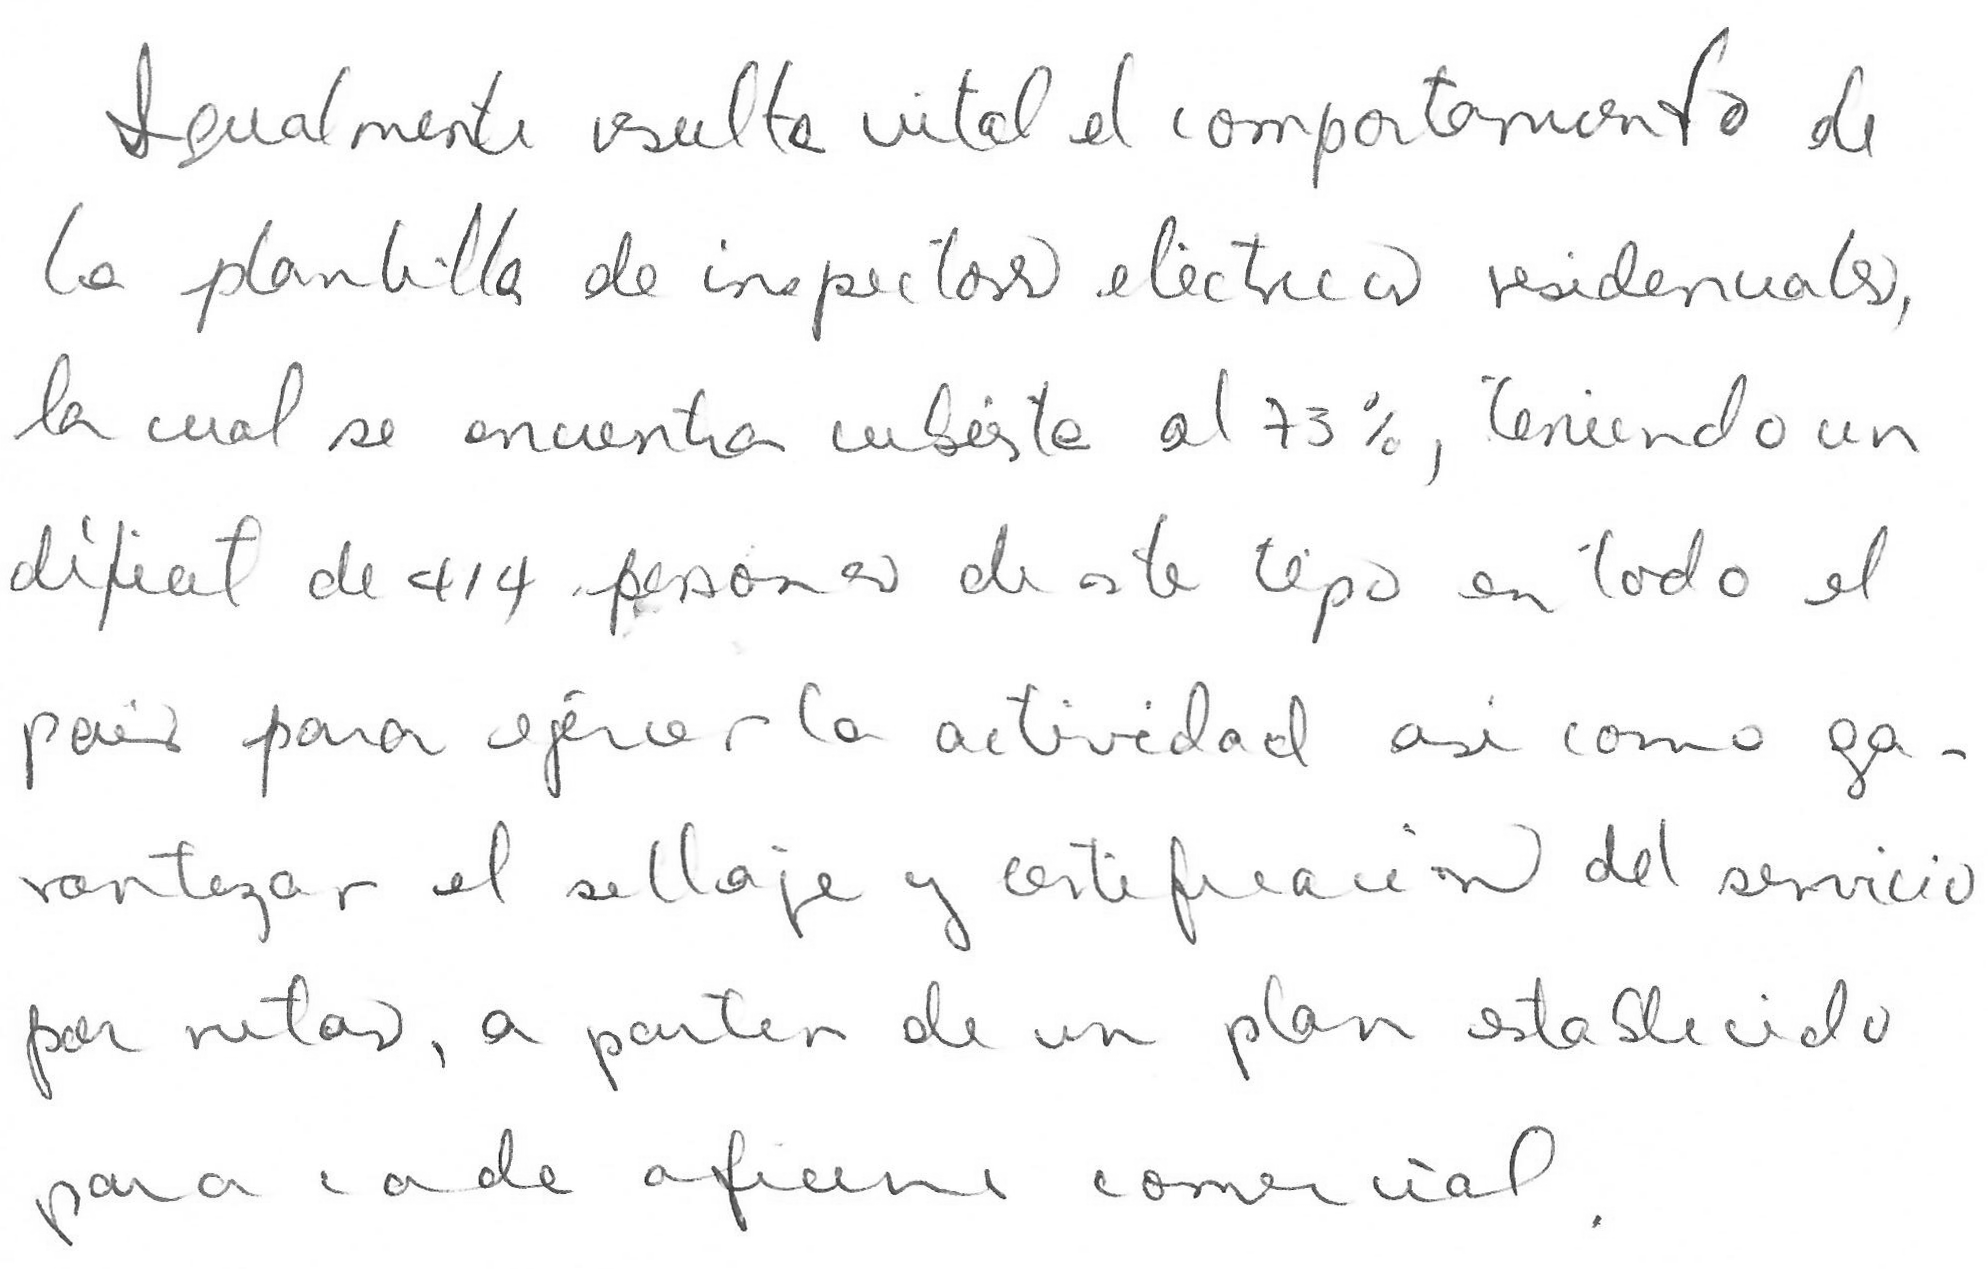 Igualmente resulta vital el comportamiento de
la plantilla de inspectores eléctricos residenciales,
la cual se encuentra cubierta al 73%, teniendo un
déficit de 414 personas de este tipo en todo el
país para ejercer la actividad así como ga-
rantizar el sellaje y certificación del servicio
por rutas, a partir de un plan establecido
para cada oficina comercial.